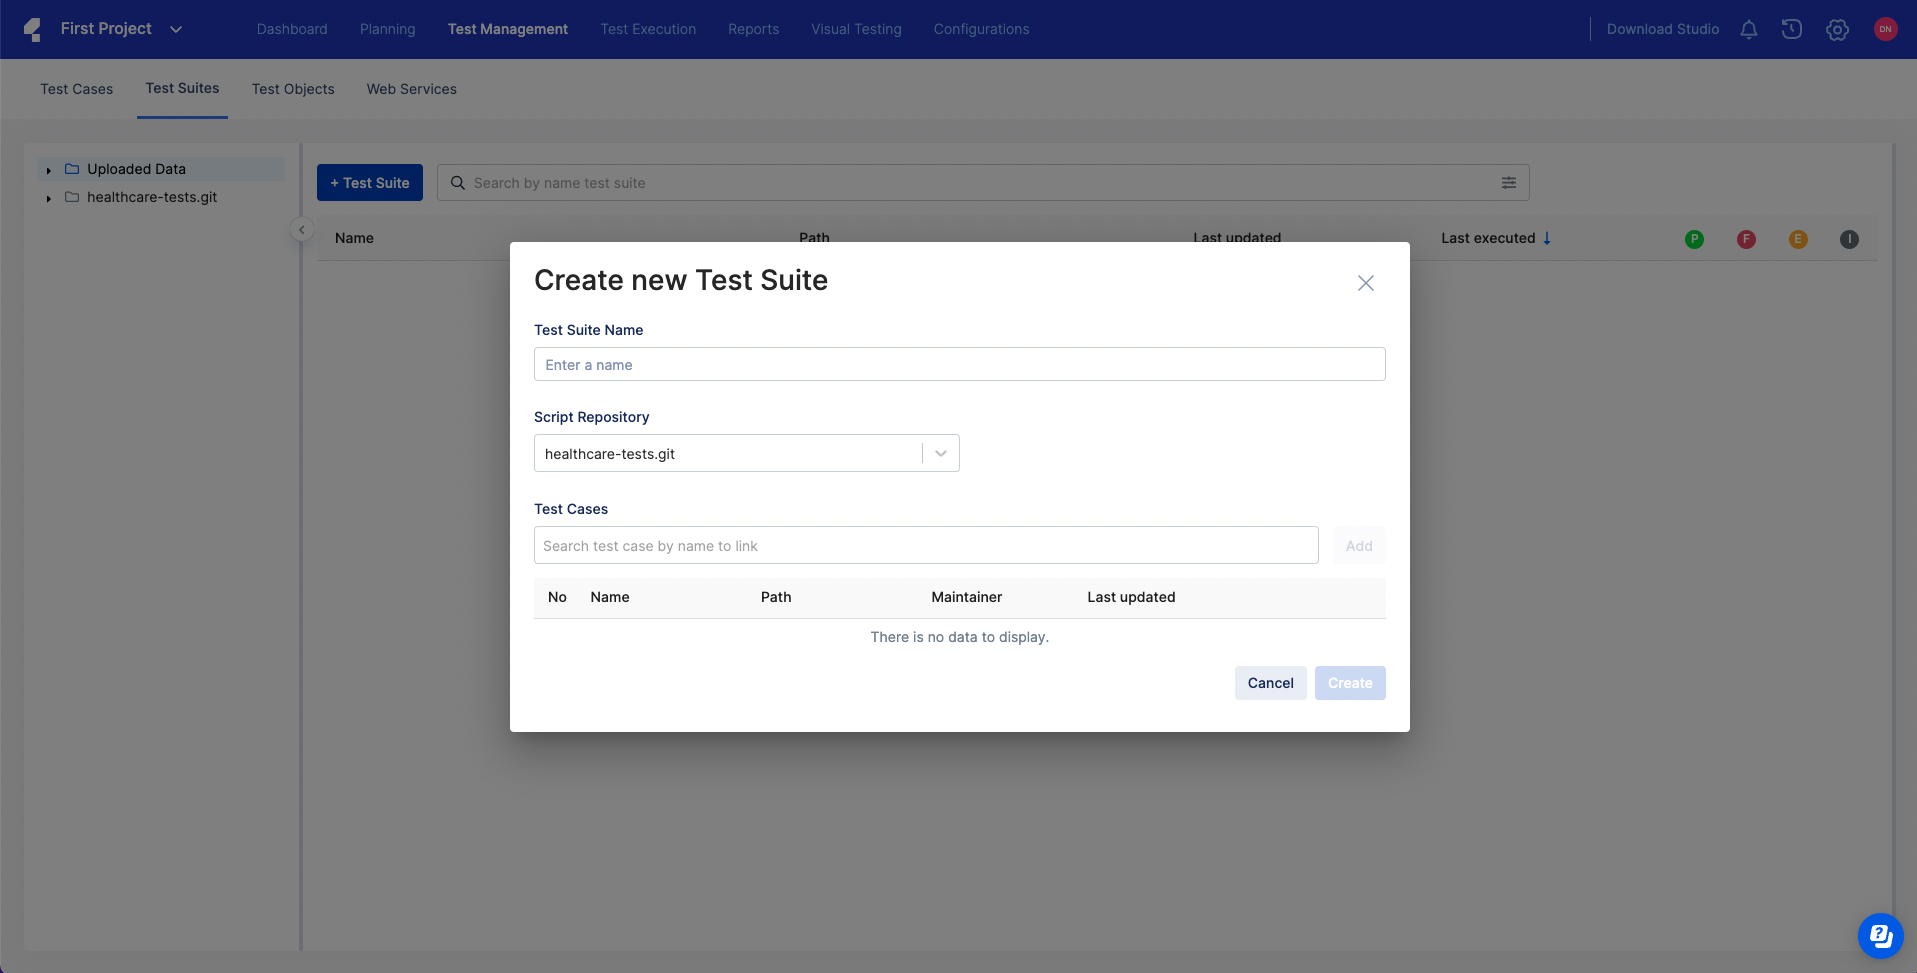 First Project
Dashboard Planning Test Management Test Execution Reports Visual Testing Configurations
Download Studio
DN
Test Cases Test Suites Test Objects Web Services
Uploaded Data
healthcare-tests.git
+ Test Suite
Search by name test suite
Name Path Last updated Last executed P F E I
Create new Test Suite
Test Suite Name
Enter a name
Script Repository
healthcare-tests.git
Test Cases
Search test case by name to link
Add
No Name Path Maintainer Last updated
There is no data to display.
Cancel Create
?